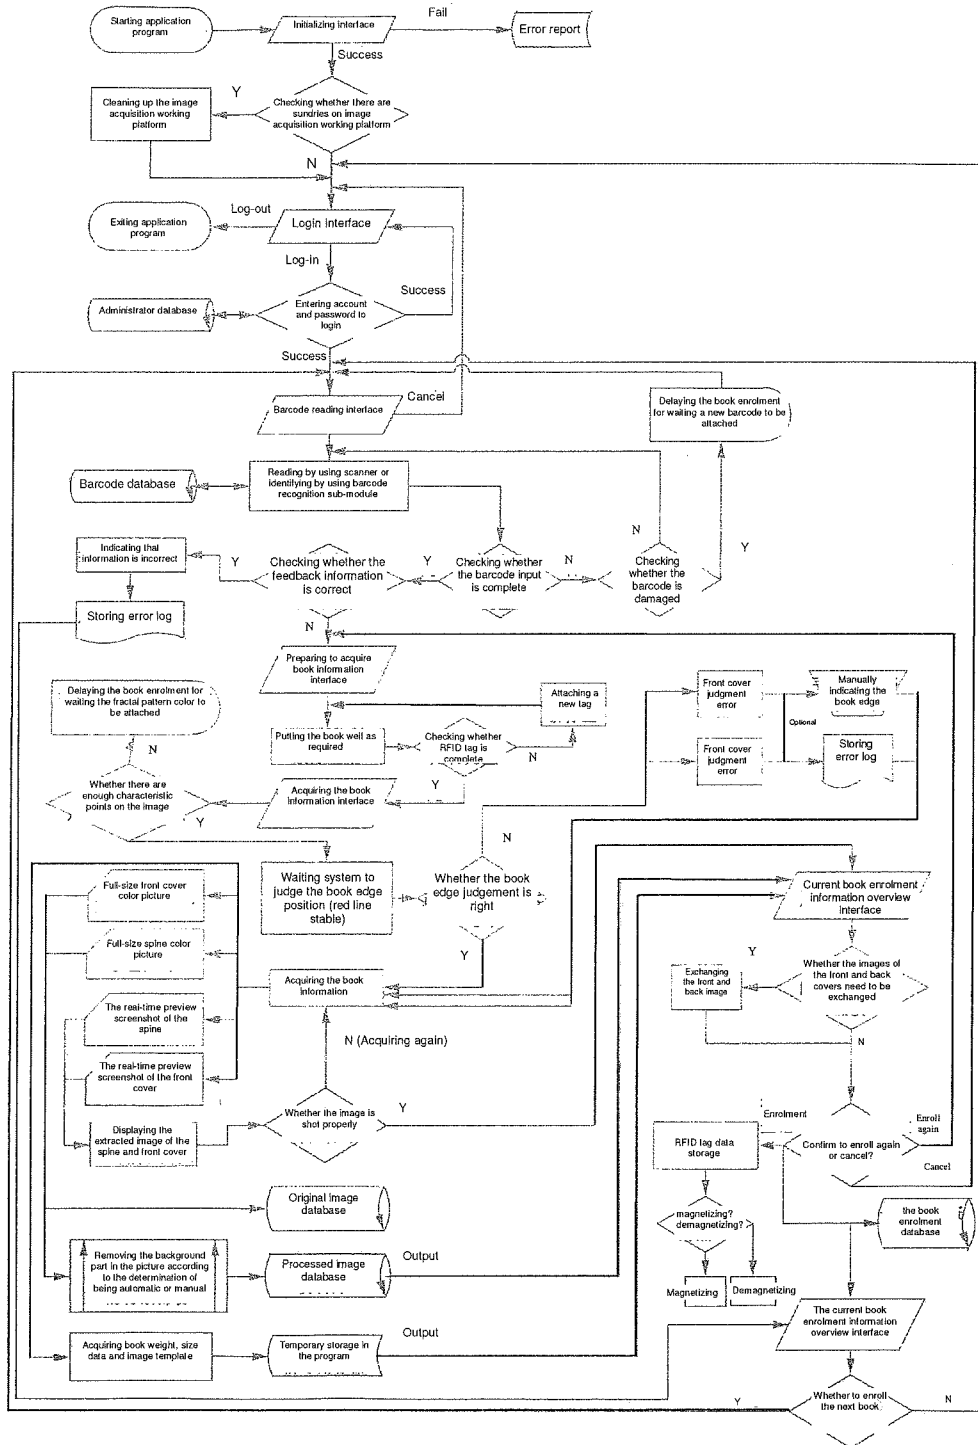 Starting application
program
Initializing interface
Fail
Error report
Success
Checking whether there are
sundries on image
acquisition working platform
Y
Cleaning up the image
acquisition working
platform
N
Log-out
Exiting application
program
Login interface
Log-in
Success
Administrator database
Entering account
and password to
login
Success
Cancel
Barcode reading interface
Delaying the book enrolment
for waiting a new barcode to be
attached
Barcode database
Reading by using scanner or
identifying by using barcode
recognition sub-module
N
Y
Indicating that
information is incorrect
Y
Checking whether the
feedback information
is correct
Y
Checking whether
the barcode input
is complete
N
Checking
whether the
barcode is
damaged
Storing error log
N
Preparing to acquire
book information
interface
Delaying the book enrolment for
waiting the fractal pattern color to
be attached
Attaching a
new tag
Front cover
judgment
error
Manually
indicating the
book edge
Optional
Putting the book well as
required
Checking whether
RFID tag is
complete
N
Front cover
judgment
error
Storing
error log
N
Whether there are
enough characteristic
points on the image
Y
Acquiring the book
Information interface
Y
N
Full-size front cover
color picture
Waiting system to
judge the book edge
position (red line
stable)
Whether the book
edge judgement is
right
Current book enrolment
information overview
interface
Full-size spine color
picture
Y
Y
Exchanging
the front and
back image
Whether the images of
the front and back
covers need to be
exchanged
Acquiring the book
information
The real-time preview
screenshot of the
spine
N (Acquiring again)
N
The real-time preview
screenshot of the front
cover
Displaying the
extracted image of the
spine and front cover
Whether the image is
shot properly
Y
Enrolment
Enroll
again
RFID tag data
storage
Confirm to enroll again
or cancel?
Cancel
Original image
database
magnetizing?
demagnetizing?
the book
enrolment
database
Removing the background
part in the picture according
to the determination of
being automatic or manual
Processed image
database
Output
Magnetizing
Demagnetizing
The current book
enrolment information
overview interface
Acquiring book weight, size
data and image template
Temporary storage in
the program
Output
Y
Whether to enroll
the next book
N